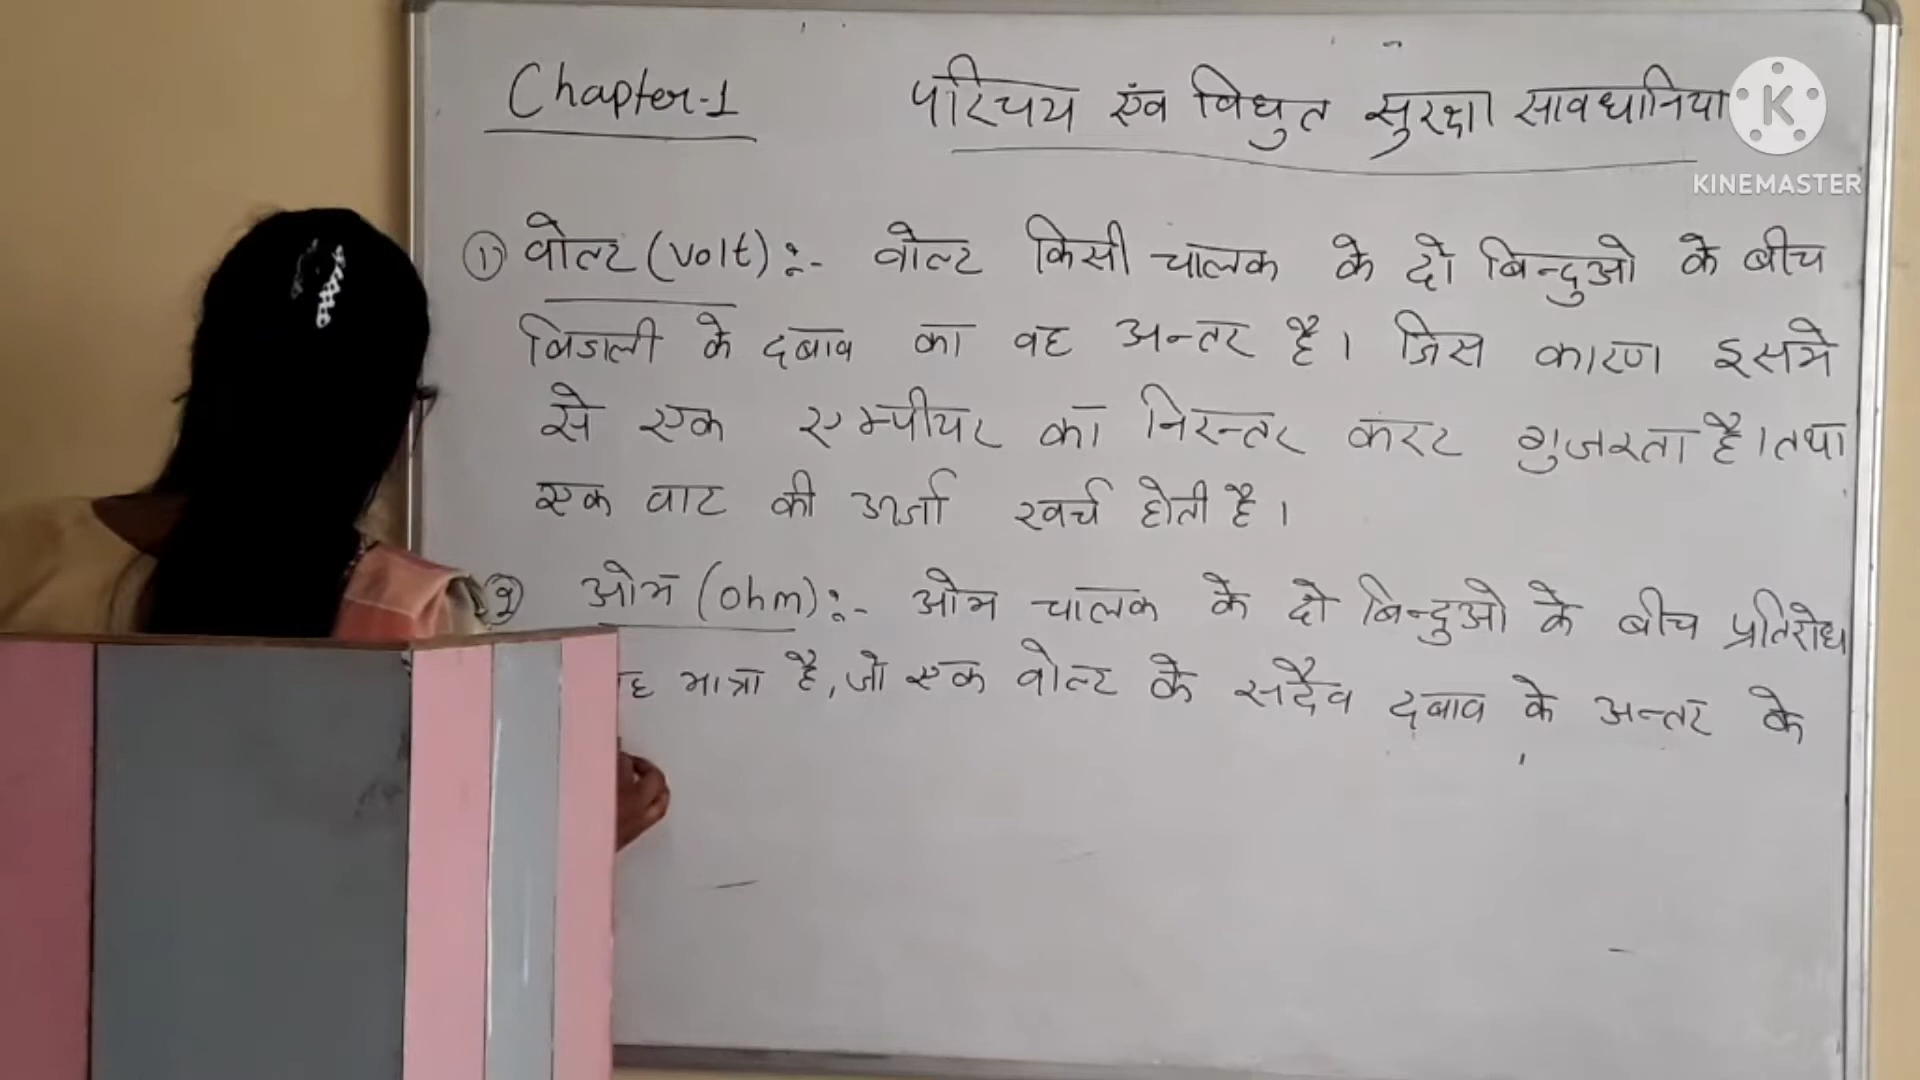 Chapter-1 परिचय एंव विधुत सुरक्षा सावधानिया
K
KINEMASTER
① वोल्ट (volt) :- वोल्ट किसी चालक के दो बिन्दुओ के बीच
बिजली के दबाव का वह अन्तर है। जिस कारण इसमे
से एक एम्पीयर का निरन्तर करंट गुजरता है। तथा
एक वाट की ऊर्जा खर्च होती है।
② ओम (ohm) :- ओम चालक के दो बिन्दुओ के बीच प्रतिरोध
मात्रा है, जो एक वोल्ट के सदैव दबाव के अन्तर के